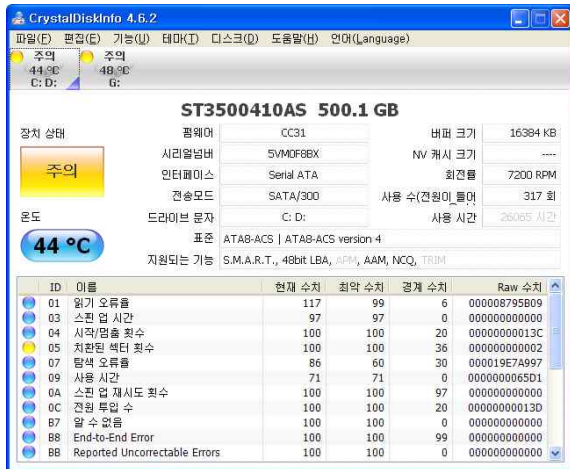 CrystalDiskInfo 4.6.2
파일(F) 편집(E) 기능(U) 테마(T) 디스크(D) 도움말(H) 언어(Language)
주의 주의
44 °C 48 °C
C: D: G:
ST3500410AS 500.1 GB
장치 상태 펌웨어 CC31 버퍼 크기 16384 KB
주의 시리얼넘버 5VM0F8BX NV 캐시 크기 ----
인터페이스 Serial ATA 회전률 7200 RPM
전송모드 SATA/300 사용 수(전원이 들어 317 회
온도 드라이브 문자 C: D: 사용 시간 26065 시간
44 °C 표준 ATA8-ACS | ATA8-ACS version 4
지원되는 기능 S.M.A.R.T., 48bit LBA, APM, AAM, NCQ, TRIM
ID 이름 현재 수치 최악 수치 경계 수치 Raw 수치
01 읽기 오류율 117 99 6 000008795B09
03 스핀 업 시간 97 97 0 000000000000
04 시작/멈춤 횟수 100 100 20 00000000013C
05 치환된 섹터 횟수 100 100 36 000000000002
07 탐색 오류율 86 60 30 000019E7A997
09 사용 시간 71 71 0 0000000065D1
0A 스핀 업 재시도 횟수 100 100 97 000000000000
0C 전원 투입 수 100 100 20 00000000013D
B7 알 수 없음 100 100 0 000000000000
B8 End-to-End Error 100 100 99 000000000000
BB Reported Uncorrectable Errors 100 100 0 000000000000